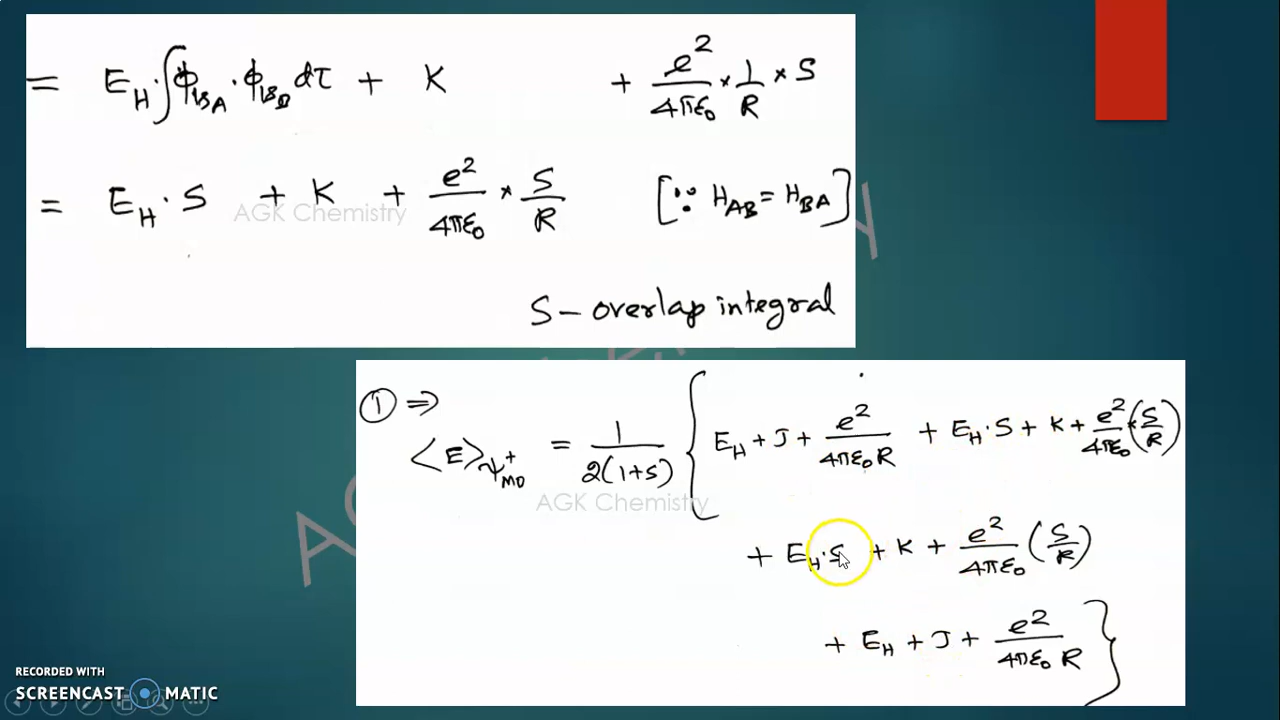 = E_H · ∫ φ_1s_A · φ_1s_B dτ + K + e²/4πε₀ × 1/R × S
= E_H · S + K + e²/4πε₀ × S/R [∵ H_AB = H_BA]
AGK Chemistry
S – overlap integral
① ⇒
⟨E⟩_ψ⁺_MO = 1/2(1+S) { E_H + J + e²/4πε₀R + E_H · S + K + e²/4πε₀ × (S/R)
AGK Chemistry
+ E_H · S + K + e²/4πε₀ (S/R)
+ E_H + J + e²/4πε₀R }
RECORDED WITH
SCREENCAST MATIC